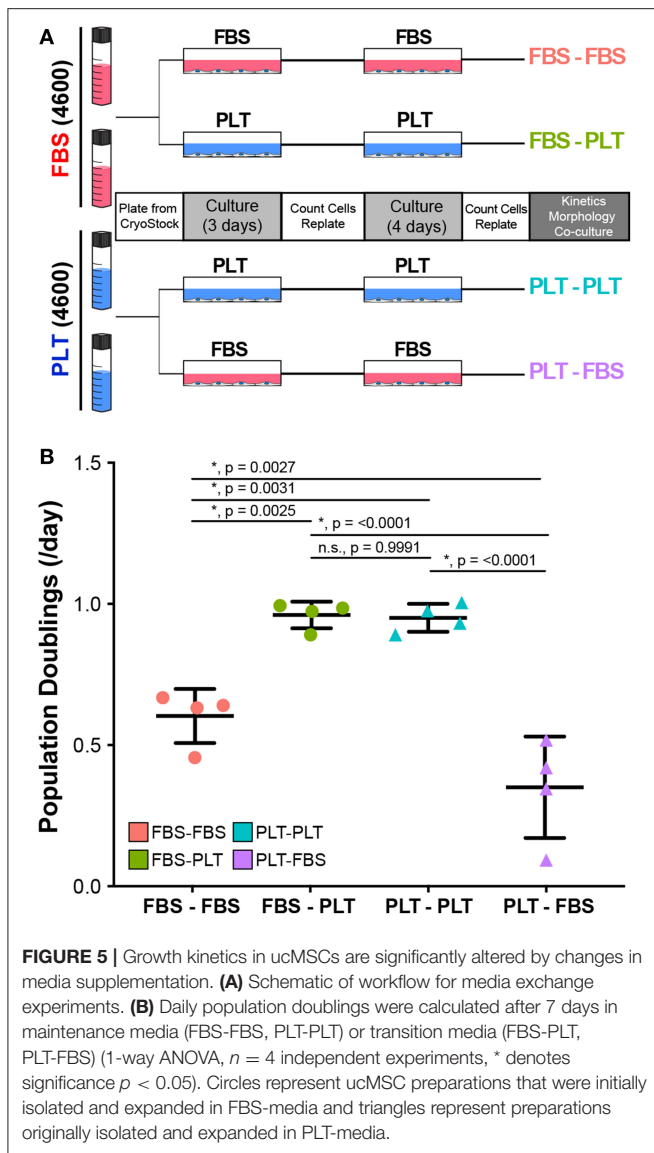 A
FBS (4600)
PLT (4600)
FBS
FBS
FBS - FBS
PLT
PLT
FBS - PLT
Plate from
CryoStock
Culture
(3 days)
Count Cells
Replate
Culture
(4 days)
Count Cells
Replate
Kinetics
Morphology
Co-culture
PLT
PLT
PLT - PLT
FBS
FBS
PLT - FBS
B
Population Doublings (/day)
1.5
1.0
0.5
0.0
*, p = 0.0027
*, p = 0.0031
*, p = 0.0025
*, p = <0.0001
n.s., p = 0.9991
*, p = <0.0001
FBS-FBS
PLT-PLT
FBS-PLT
PLT-FBS
FBS - FBS
FBS - PLT
PLT - PLT
PLT - FBS
FIGURE 5 | Growth kinetics in ucMSCs are significantly altered by changes in
media supplementation. (A) Schematic of workflow for media exchange
experiments. (B) Daily population doublings were calculated after 7 days in
maintenance media (FBS-FBS, PLT-PLT) or transition media (FBS-PLT,
PLT-FBS) (1-way ANOVA, n = 4 independent experiments, * denotes
significance p < 0.05). Circles represent ucMSC preparations that were initially
isolated and expanded in FBS-media and triangles represent preparations
originally isolated and expanded in PLT-media.